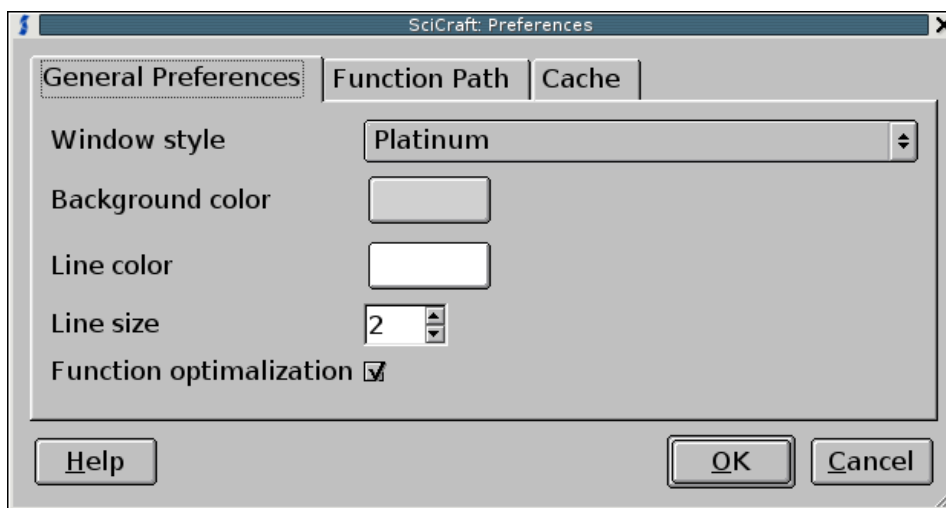 SciCraft: Preferences
General Preferences Function Path Cache
Window style Platinum
Background color
Line color
Line size 2
Function optimalization
Help OK Cancel